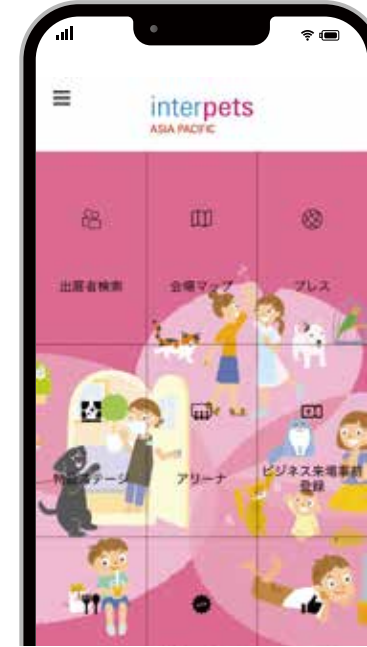 interpets
ASIA PACIFIC
出展者検索
会場マップ
プレス
アリーナ
ビジネス来場事前
登録